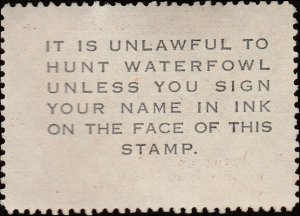 IT IS UNLAWFUL TO
HUNT WATERFOWL
UNLESS YOU SIGN
YOUR NAME IN INK
ON THE FACE OF THIS
STAMP.